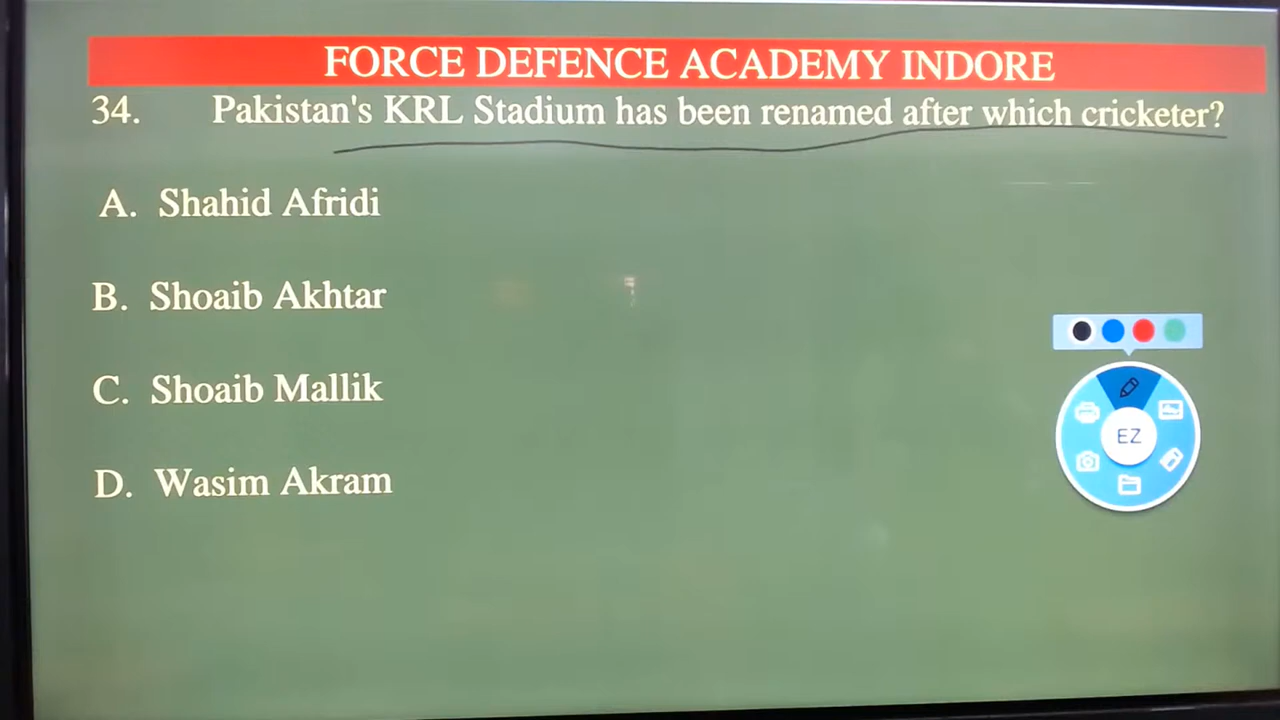 FORCE DEFENCE ACADEMY INDORE
34. Pakistan's KRL Stadium has been renamed after which cricketer?
A. Shahid Afridi
B. Shoaib Akhtar
C. Shoaib Mallik
D. Wasim Akram
EZ